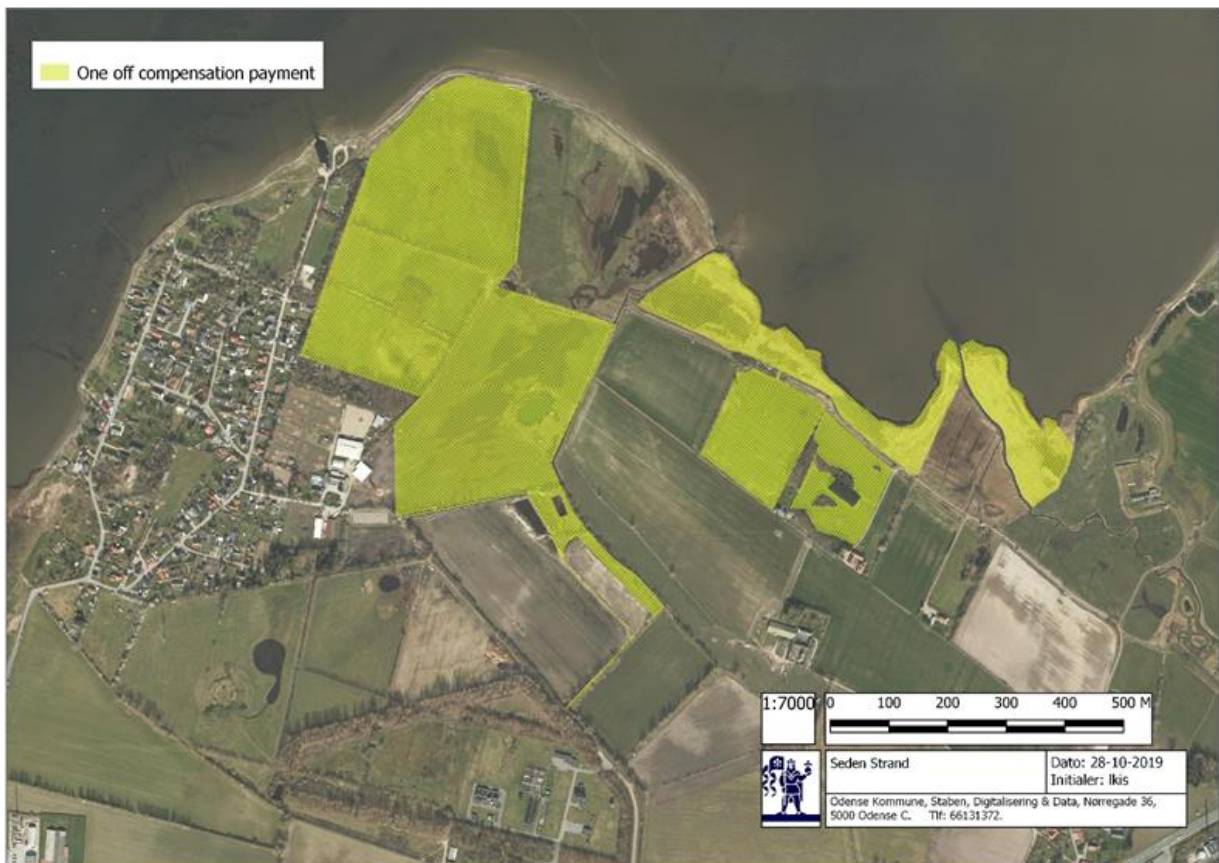 One off compensation payment
1:7000
0 100 200 300 400 500 M
Seden Strand
Dato: 28-10-2019
Initialer: lkis
Odense Kommune, Staben, Digitalisering & Data, Nørregade 36,
5000 Odense C. Tlf: 66131372.